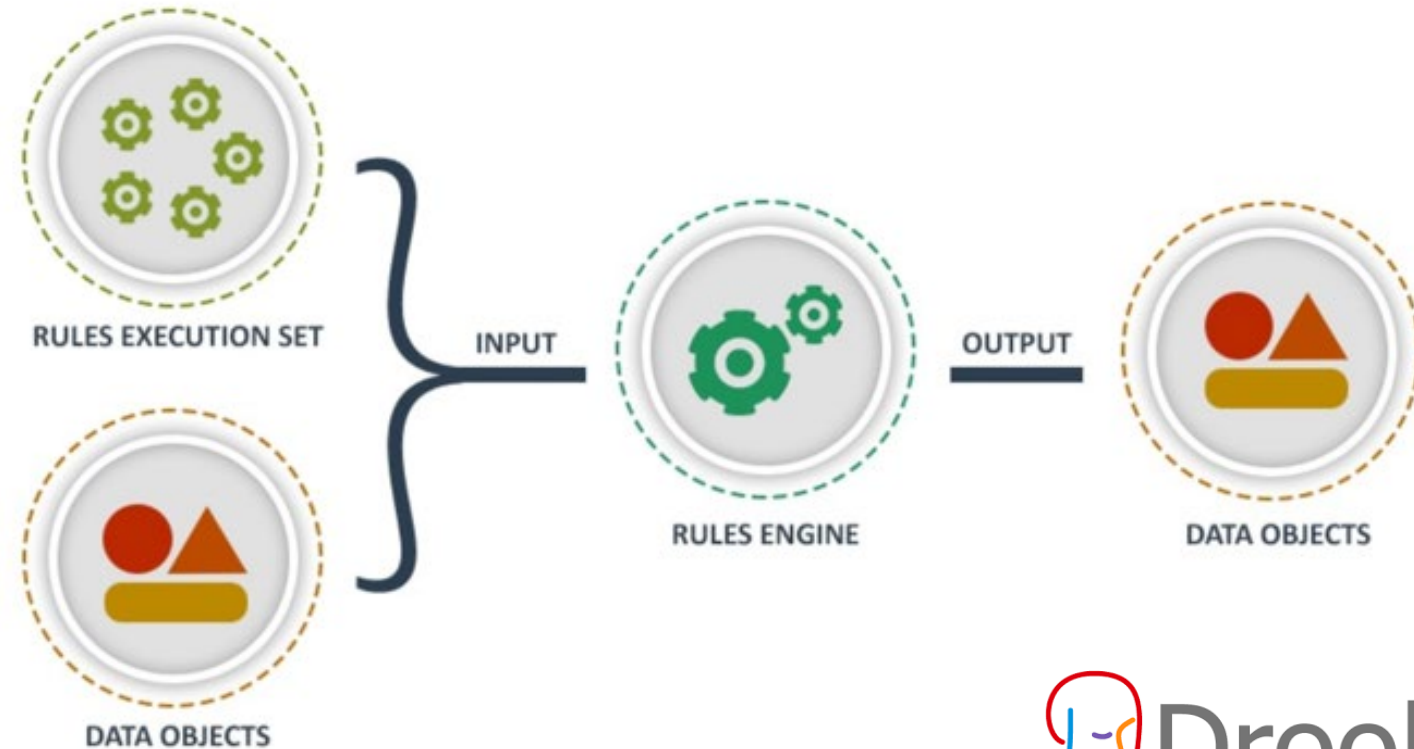 RULES EXECUTION SET
INPUT
OUTPUT
RULES ENGINE
DATA OBJECTS
DATA OBJECTS